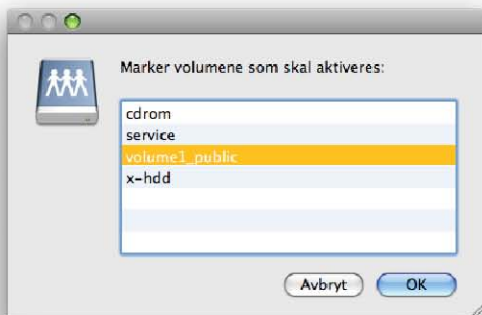 Marker volumene som skal aktiveres:
cdrom
service
volume1_public
x-hdd
Avbryt
OK